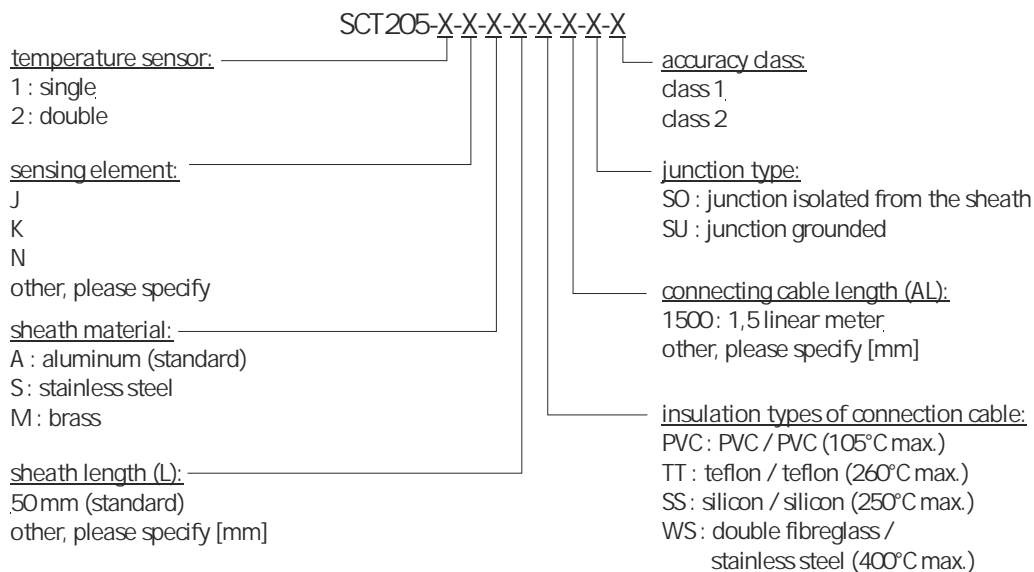 SCT205-X-X-X-X-X-X-X-X
temperature sensor:
1 : single
2 : double
sensing element:
J
K
N
other, please specify
sheath material:
A : aluminum (standard)
S : stainless steel
M : brass
sheath length (L):
50 mm (standard)
other, please specify [mm]
accuracy class:
class 1
class 2
junction type:
SO : junction isolated from the sheath
SU : junction grounded
connecting cable length (AL):
1500 : 1,5 linear meter
other, please specify [mm]
insulation types of connection cable:
PVC : PVC / PVC (105°C max.)
TT : teflon / teflon (260°C max.)
SS : silicon / silicon (250°C max.)
WS : double fibreglass /
stainless steel (400°C max.)